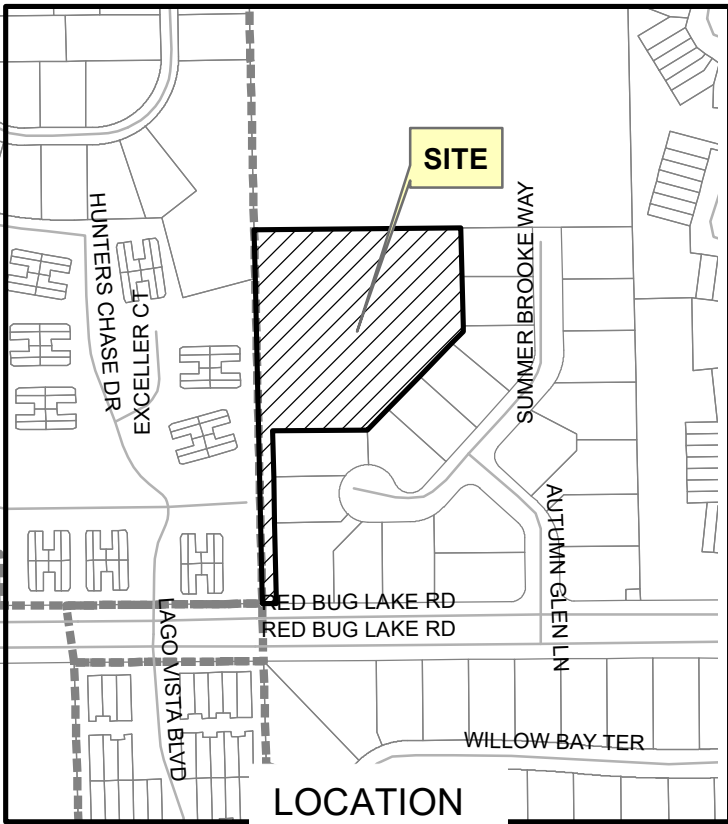 SITE
SUMMER BROOKE WAY
HUNTERS CHASE DR
EXCELLER CT
AUTUMN GLEN LN
RED BUG LAKE RD
RED BUG LAKE RD
LAGO VISTA BLVD
WILLOW BAY TER
LOCATION